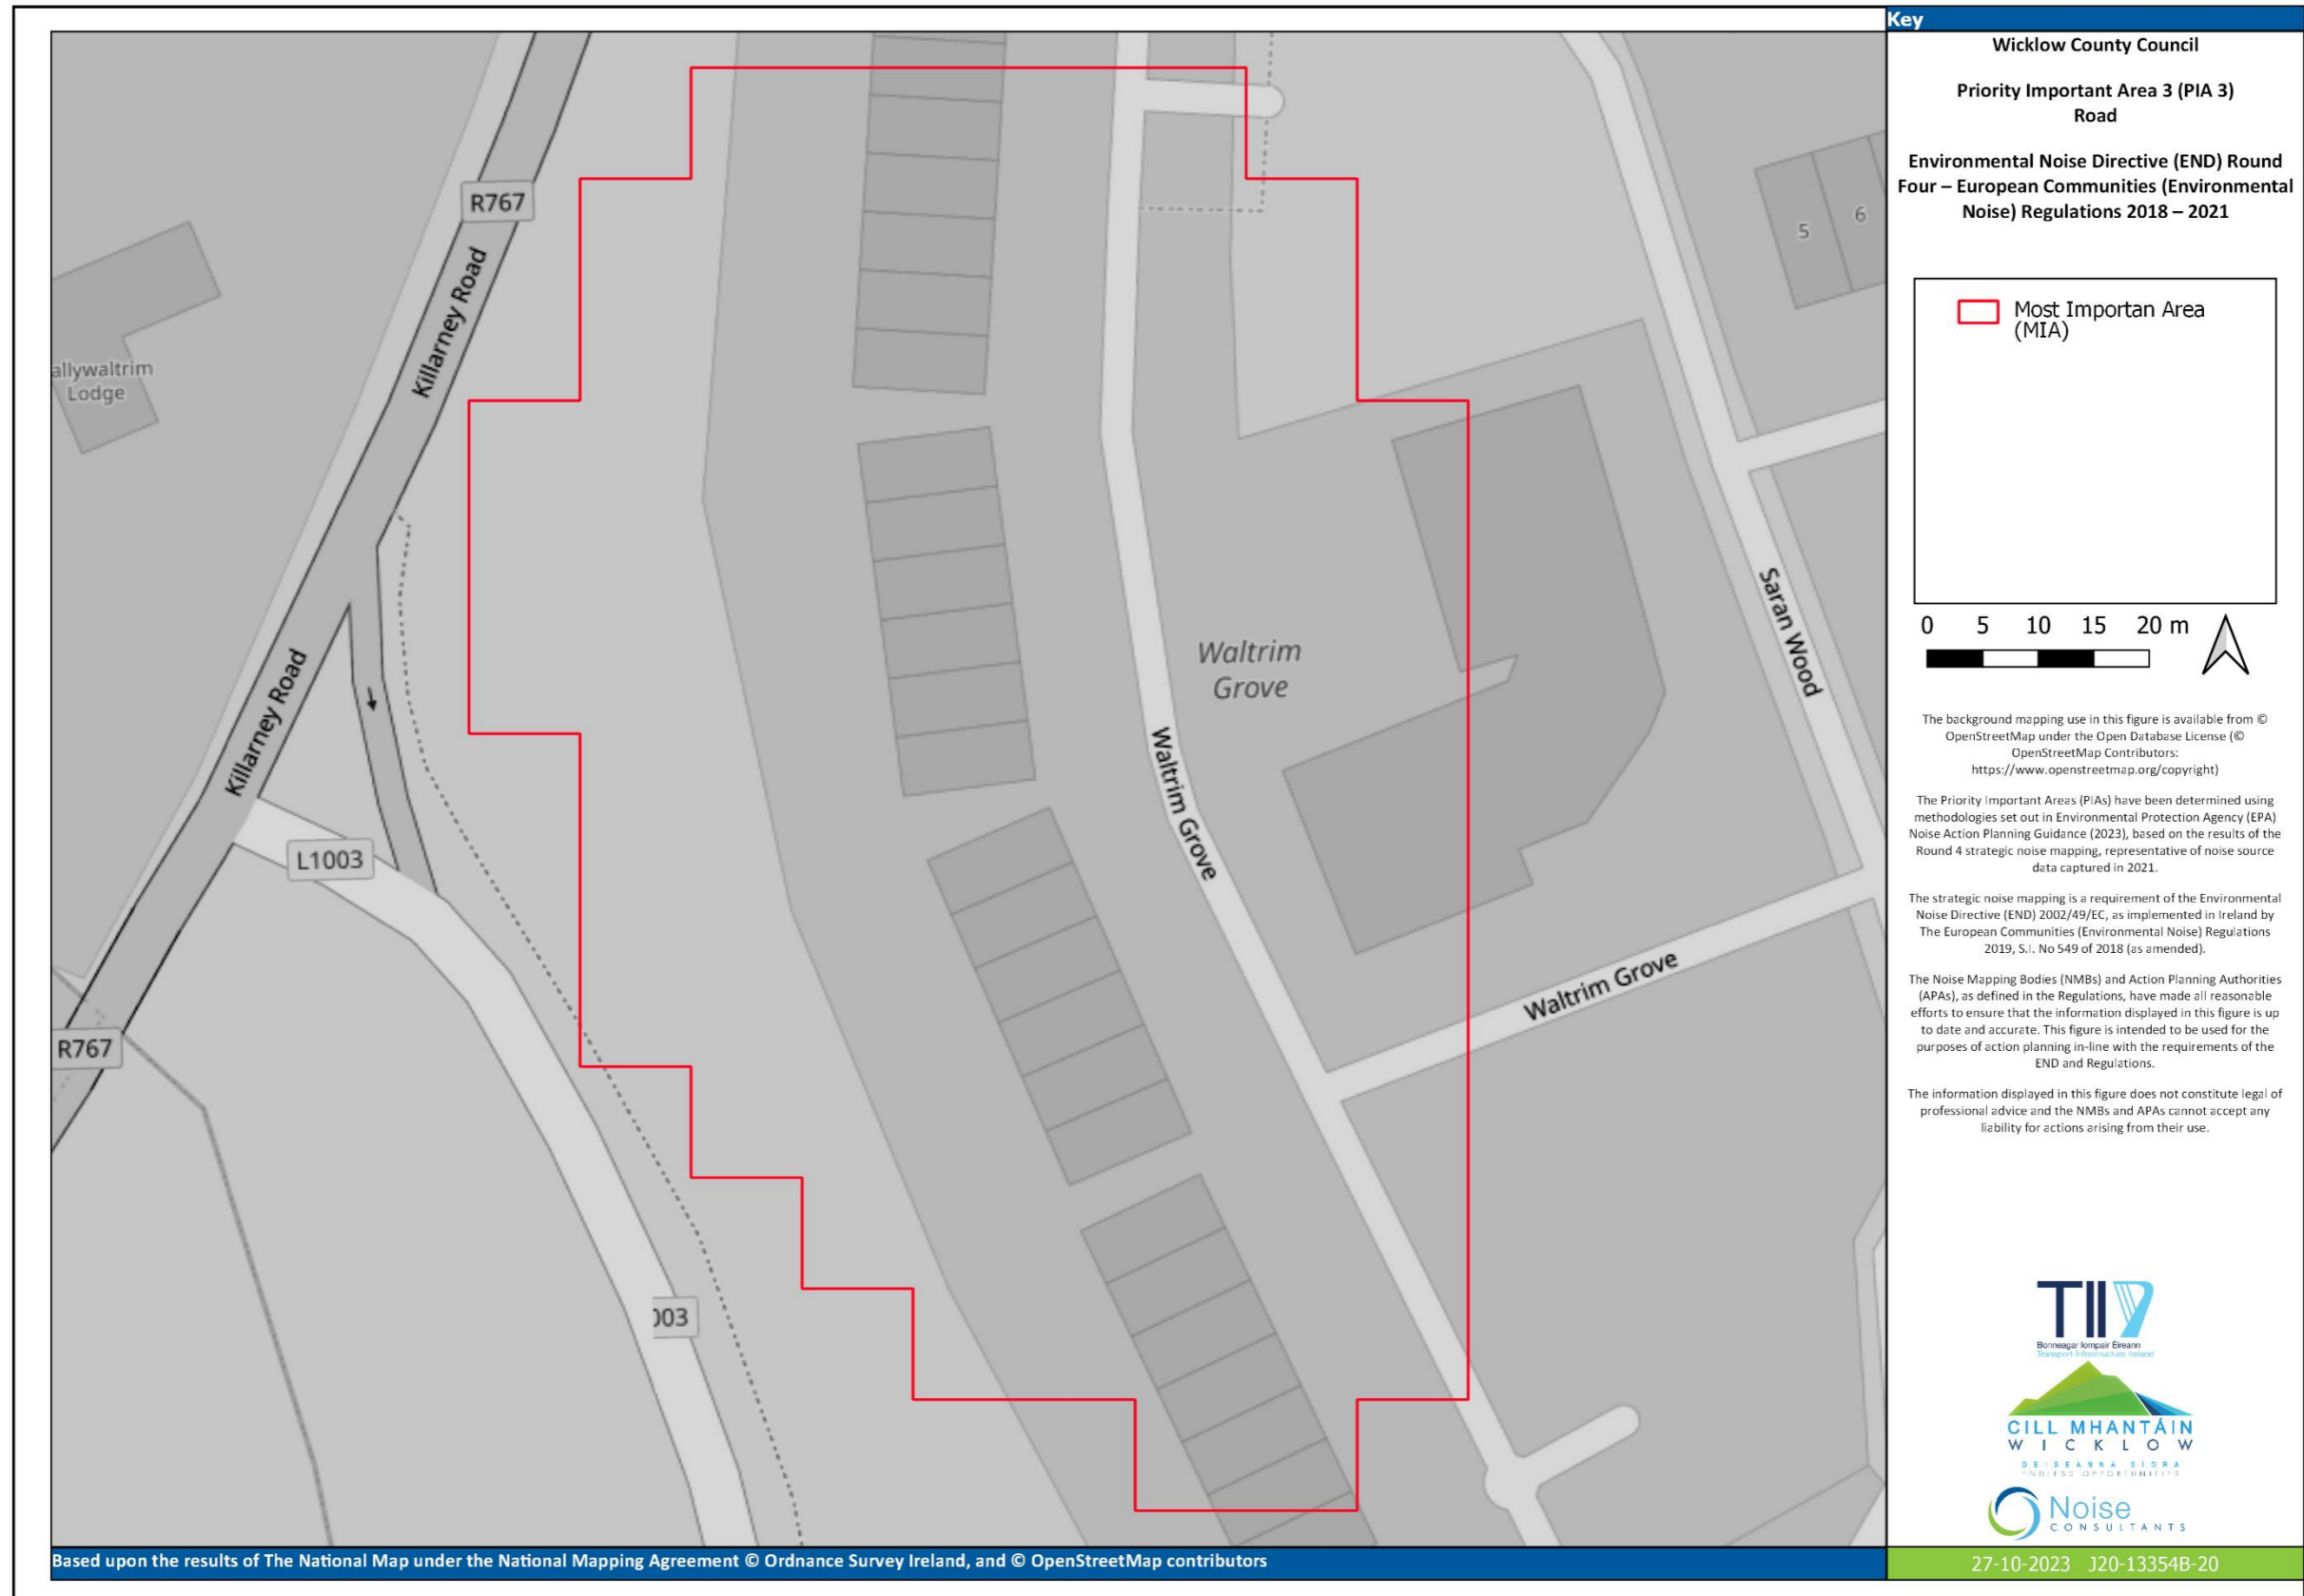 Key
Wicklow County Council
Priority Important Area 3 (PIA 3)
Road
Environmental Noise Directive (END) Round
Four – European Communities (Environmental
Noise) Regulations 2018 – 2021
Most Importan Area
(MIA)
0 5 10 15 20 m
The background mapping use in this figure is available from ©
OpenStreetMap under the Open Database License (©
OpenStreetMap Contributors:
https://www.openstreetmap.org/copyright)
The Priority Important Areas (PIAs) have been determined using
methodologies set out in Environmental Protection Agency (EPA)
Noise Action Planning Guidance (2023), based on the results of the
Round 4 strategic noise mapping, representative of noise source
data captured in 2021.
The strategic noise mapping is a requirement of the Environmental
Noise Directive (END) 2002/49/EC, as implemented in Ireland by
The European Communities (Environmental Noise) Regulations
2019, S.I. No 549 of 2018 (as amended).
The Noise Mapping Bodies (NMBs) and Action Planning Authorities
(APAs), as defined in the Regulations, have made all reasonable
efforts to ensure that the information displayed in this figure is up
to date and accurate. This figure is intended to be used for the
purposes of action planning in-line with the requirements of the
END and Regulations.
The information displayed in this figure does not constitute legal of
professional advice and the NMBs and APAs cannot accept any
liability for actions arising from their use.
TII
Bonneagar Iompair Éireann
Transport Infrastructure Ireland
CILL MHANTÁIN
WICKLOW
DEISEANNA SÍORA
ENDLESS OPPORTUNITIES
Noise
CONSULTANTS
27-10-2023 J20-13354B-20
R767
Killarney Road
allywaltrim
Lodge
5
6
Saran Wood
Waltrim
Grove
Killarney Road
Waltrim Grove
L1003
Waltrim Grove
R767
003
Based upon the results of The National Map under the National Mapping Agreement © Ordnance Survey Ireland, and © OpenStreetMap contributors